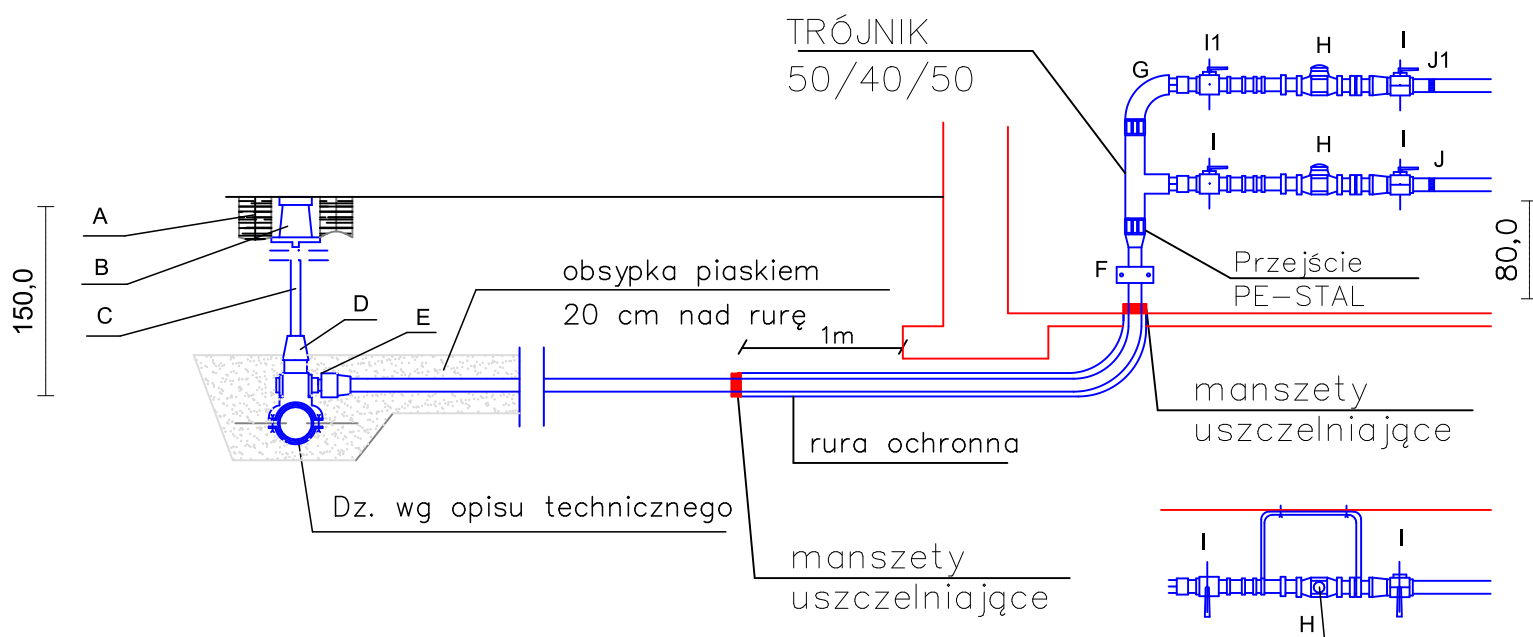 TRÓJNIK
50/40/50
I1
H
I
J1
G
I
H
I
J
A
B
C
D
E
150,0
obsypka piaskiem
20 cm nad rurę
1m
F
Przejście
PE-STAL
80,0
manszety
uszczelniające
rura ochronna
Dz. wg opisu technicznego
manszety
uszczelniające
I
I
H